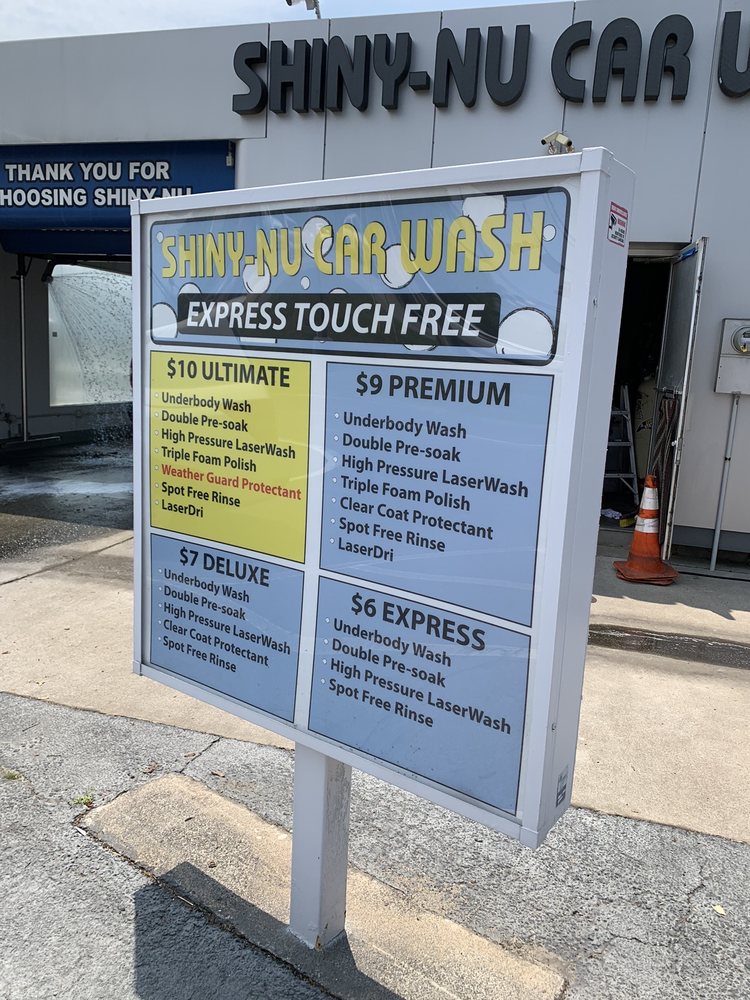 SHINY-NU CAR
THANK YOU FOR
HOOSING SHINY NU
SHINY-NU CAR WASH
EXPRESS TOUCH FREE
$10 ULTIMATE
Underbody Wash
Double Pre-soak
High Pressure LaserWash
Triple Foam Polish
Weather Guard Protectant
Spot Free Rinse
LaserDri
$9 PREMIUM
Underbody Wash
Double Pre-soak
High Pressure LaserWash
Triple Foam Polish
Clear Coat Protectant
Spot Free Rinse
LaserDri
$7 DELUXE
Underbody Wash
Double Pre-soak
High Pressure LaserWash
Clear Coat Protectant
Spot Free Rinse
$6 EXPRESS
Underbody Wash
Double Pre-soak
High Pressure LaserWash
Spot Free Rinse